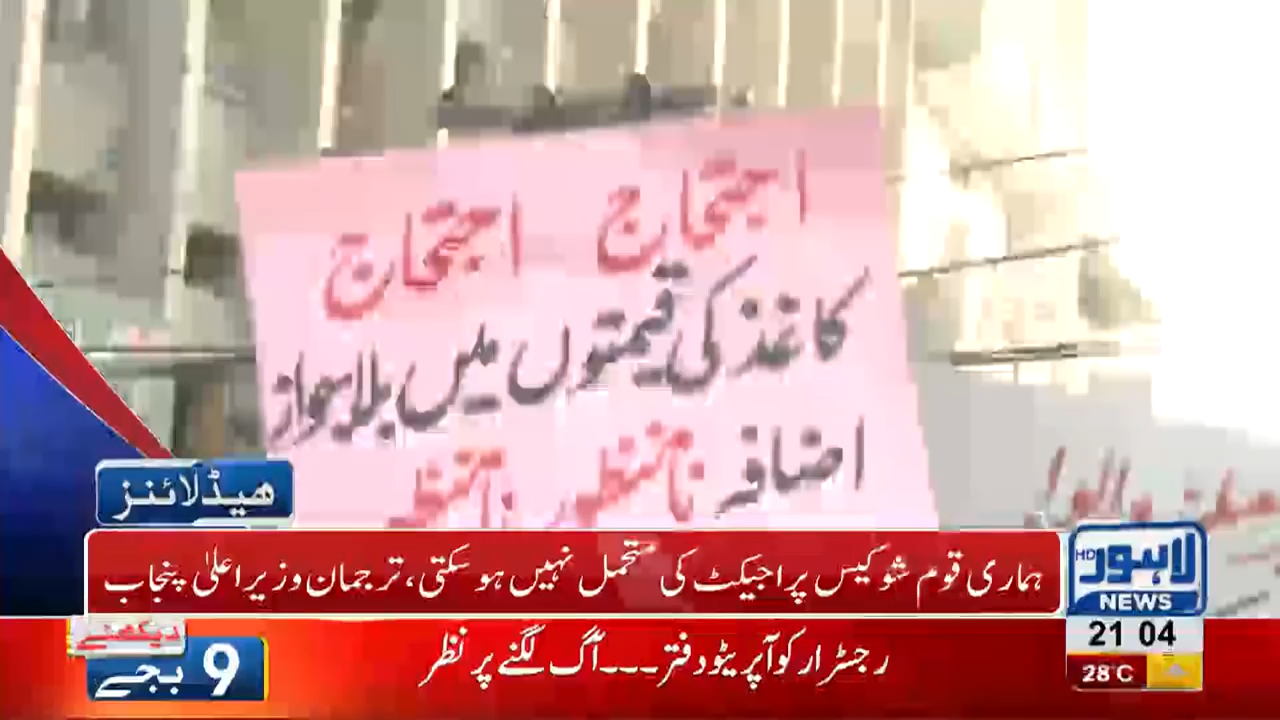 احتجاج احتجاج
کاغذ کی قیمتوں میں بلاجواز
اضافہ نامنظور نامنظور
ھیڈلائنز
ہماری قوم شوکیس پراجیکٹ کی متحمل نہیں ہو سکتی، ترجمان وزیراعلیٰ پنجاب
HD لاہور
NEWS
دیکھئے
9 بجے
رجسٹرار کوآپریٹو دفتر۔۔۔آگ لگنے پر نظر
21 04
28°C